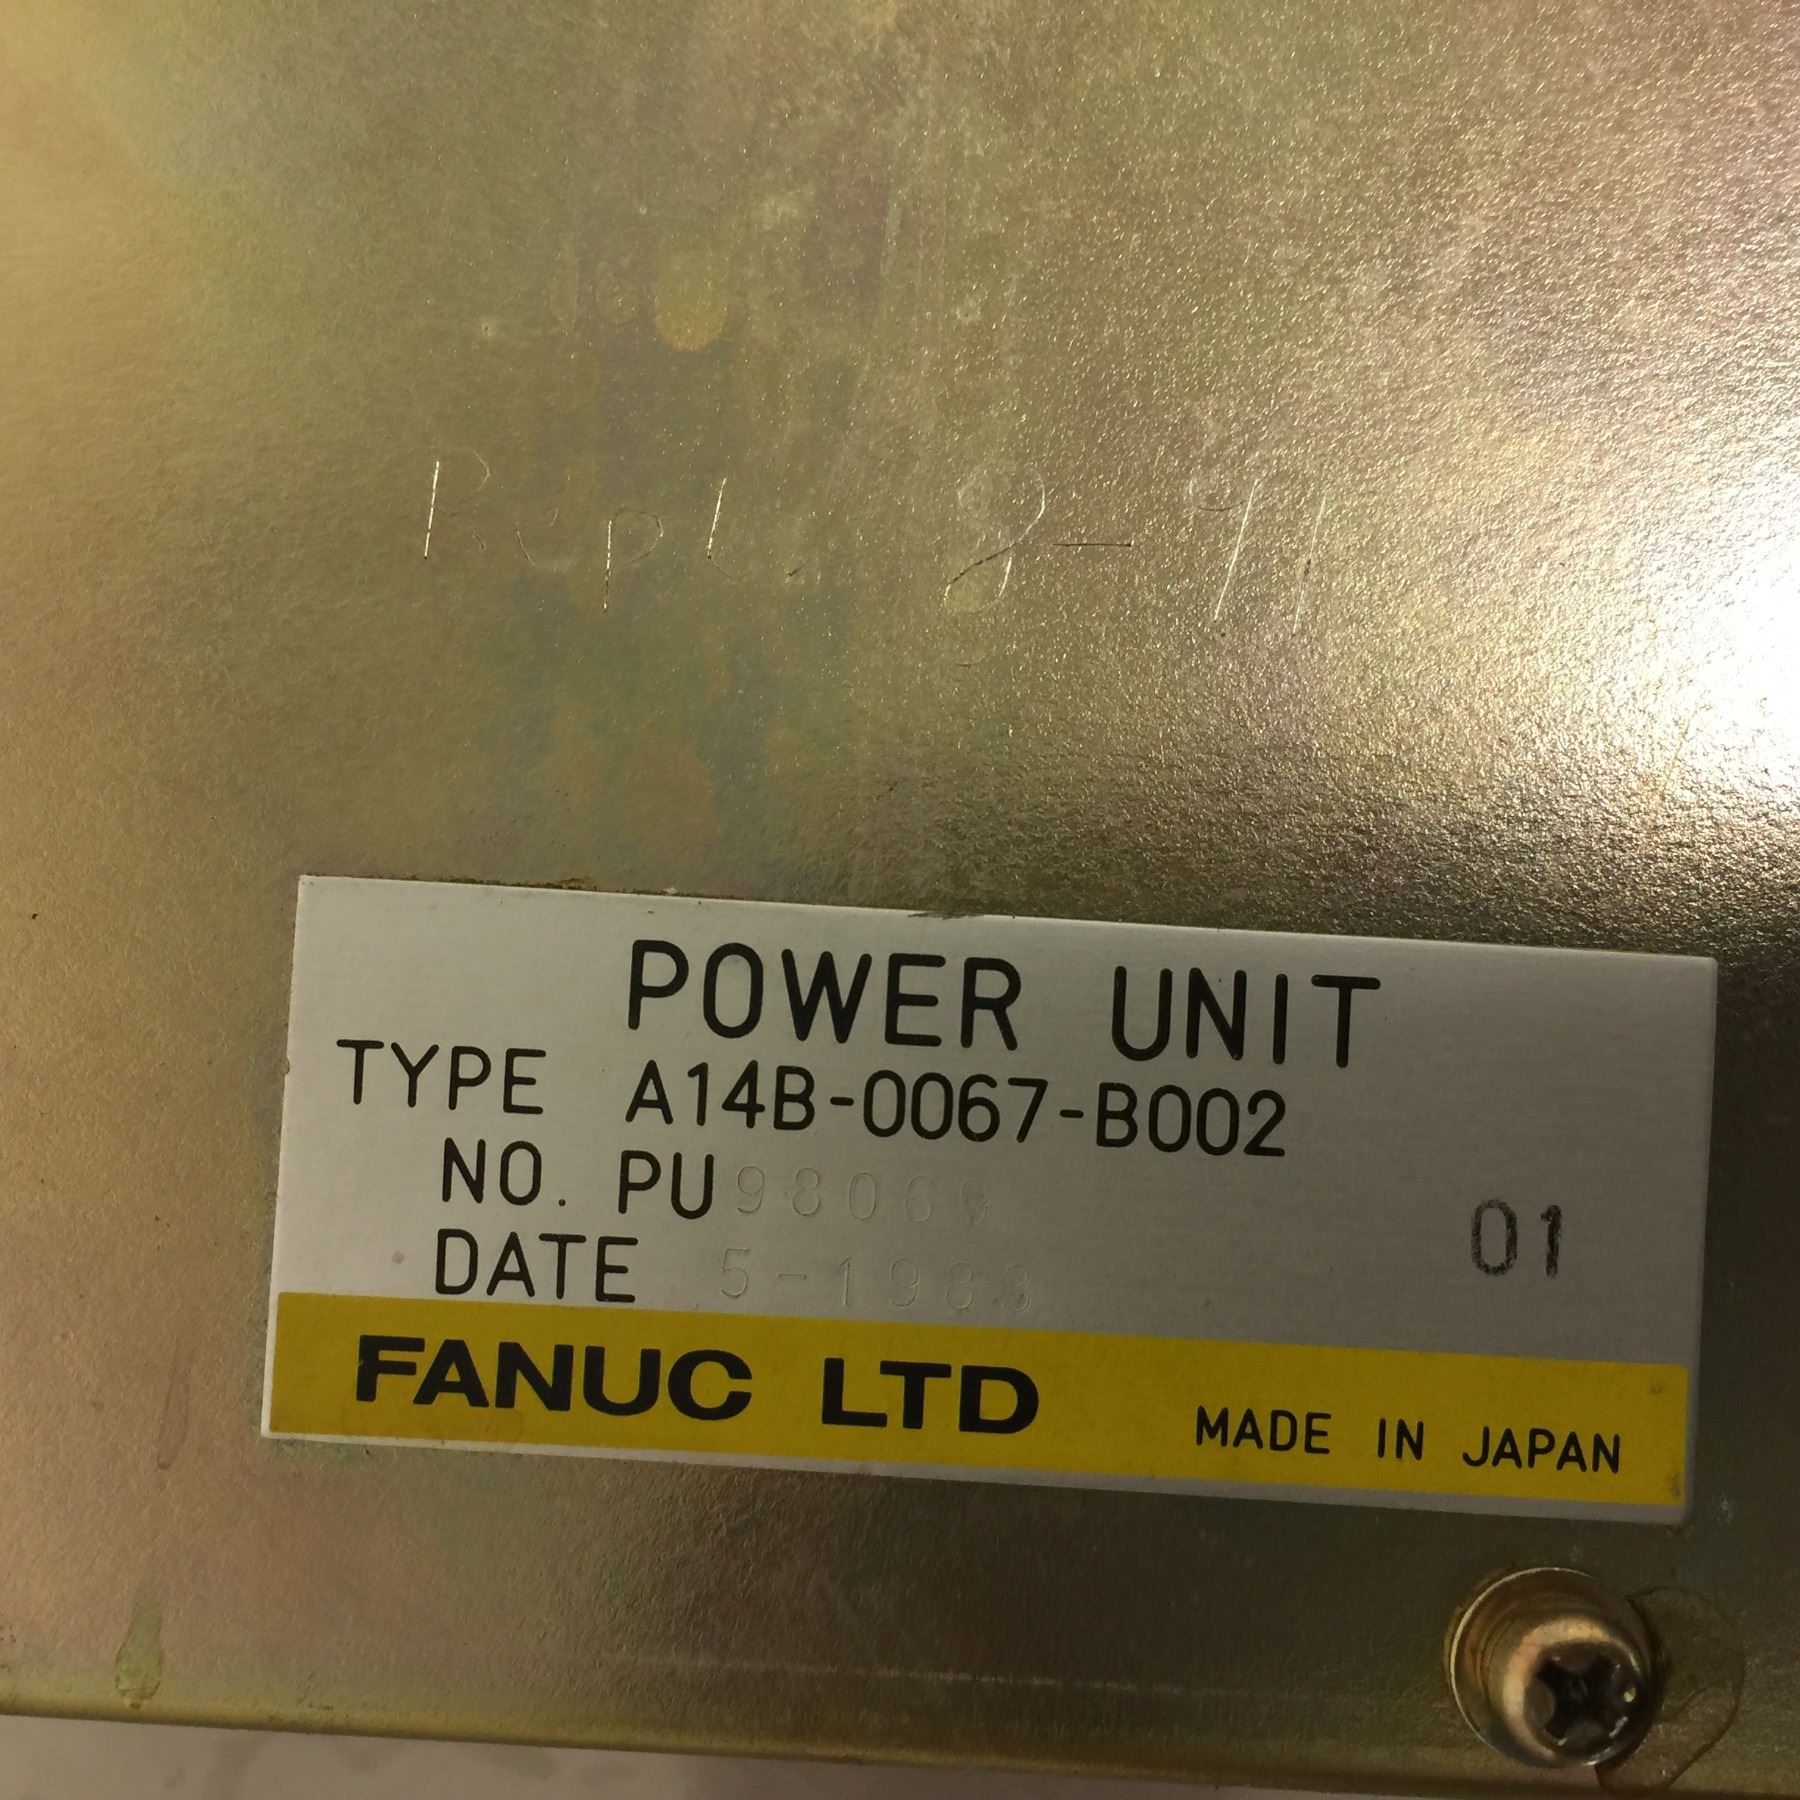 Repl. 8-91
POWER UNIT
TYPE A14B-0067-B002
NO. PU98069
01
DATE 5-1983
FANUC LTD MADE IN JAPAN